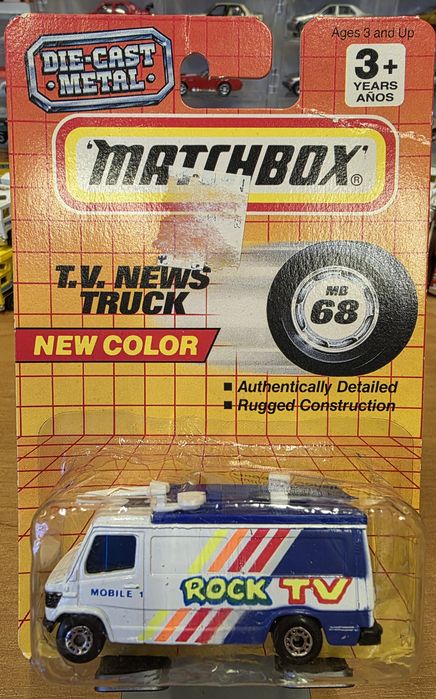 DIE-CAST
METAL
Ages 3 and Up
3+
YEARS
AÑOS
'MATCHBOX'®
T.V. NEWS
TRUCK
MB
68
NEW COLOR
■ Authentically Detailed
■ Rugged Construction
MOBILE 1
ROCK TV